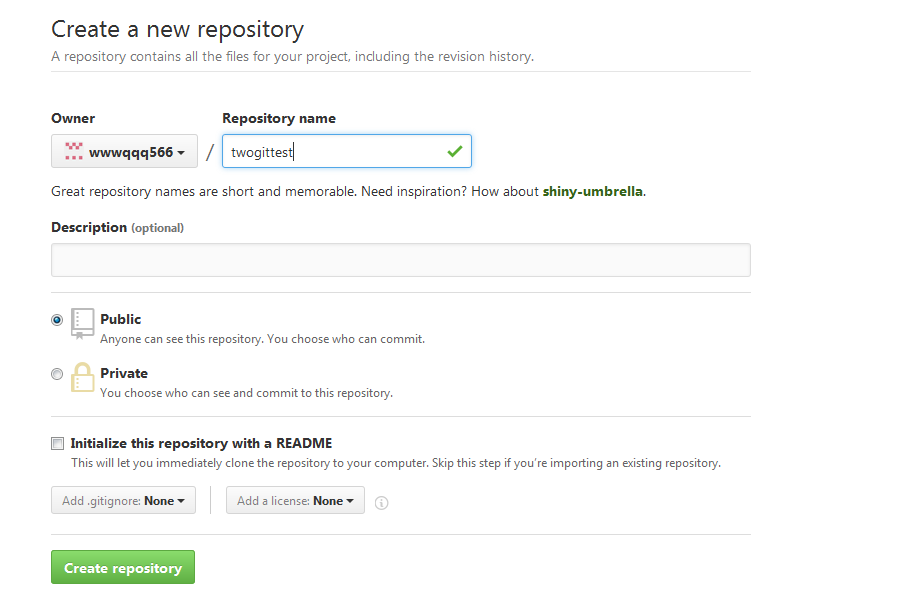 Create a new repository
A repository contains all the files for your project, including the revision history.
Owner
Repository name
wwwqqq566 / twogittest
Great repository names are short and memorable. Need inspiration? How about shiny-umbrella.
Description (optional)
Public
Anyone can see this repository. You choose who can commit.
Private
You choose who can see and commit to this repository.
Initialize this repository with a README
This will let you immediately clone the repository to your computer. Skip this step if you're importing an existing repository.
Add .gitignore: None
Add a license: None
Create repository